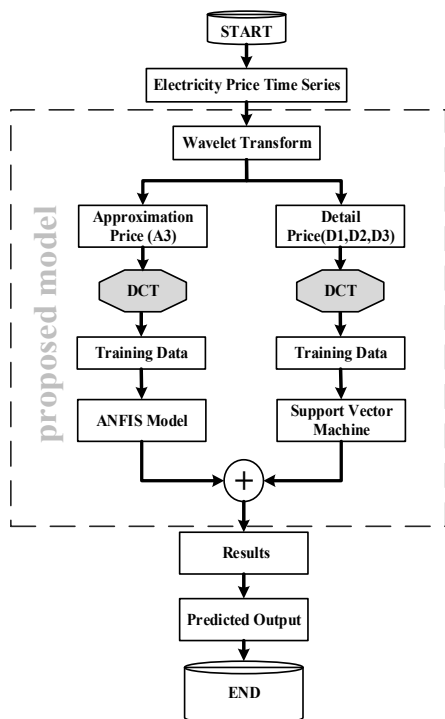 START
Electricity Price Time Series
Wavelet Transform
proposed model
Approximation
Price (A3)
Detail
Price(D1,D2,D3)
DCT
DCT
Training Data
Training Data
ANFIS Model
Support Vector
Machine
+
Results
Predicted Output
END